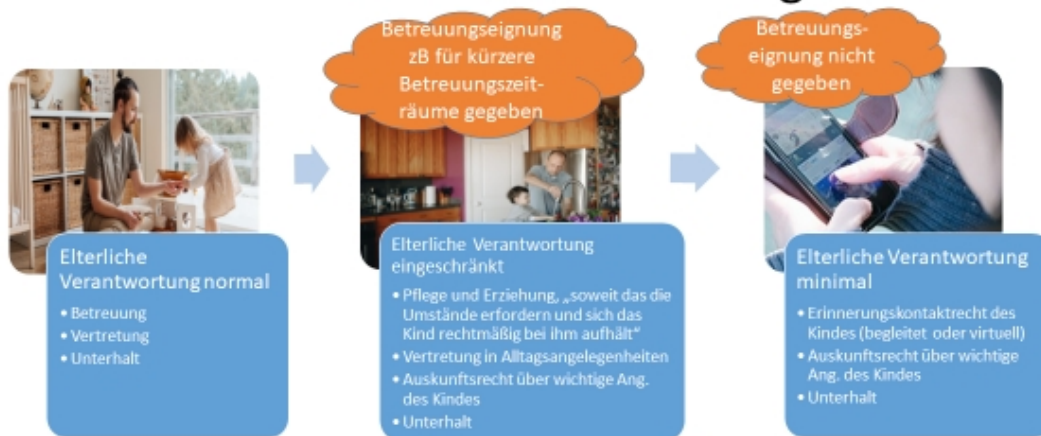 Betreuungseignung
zB für kürzere
Betreuungszeit-
räume gegeben
Betreuungs-
eignung nicht
gegeben
Elterliche
Verantwortung normal
• Betreuung
• Vertretung
• Unterhalt
Elterliche Verantwortung
eingeschränkt
• Pflege und Erziehung, „soweit das die
Umstände erfordern und sich das
Kind rechtmäßig bei ihm aufhält“
• Vertretung in Alltagsangelegenheiten
• Auskunftsrecht über wichtige Ang.
des Kindes
• Unterhalt
Elterliche Verantwortung
minimal
• Erinnerungskontaktrecht des
Kindes (begleitet oder virtuell)
• Auskunftsrecht über wichtige
Ang. des Kindes
• Unterhalt